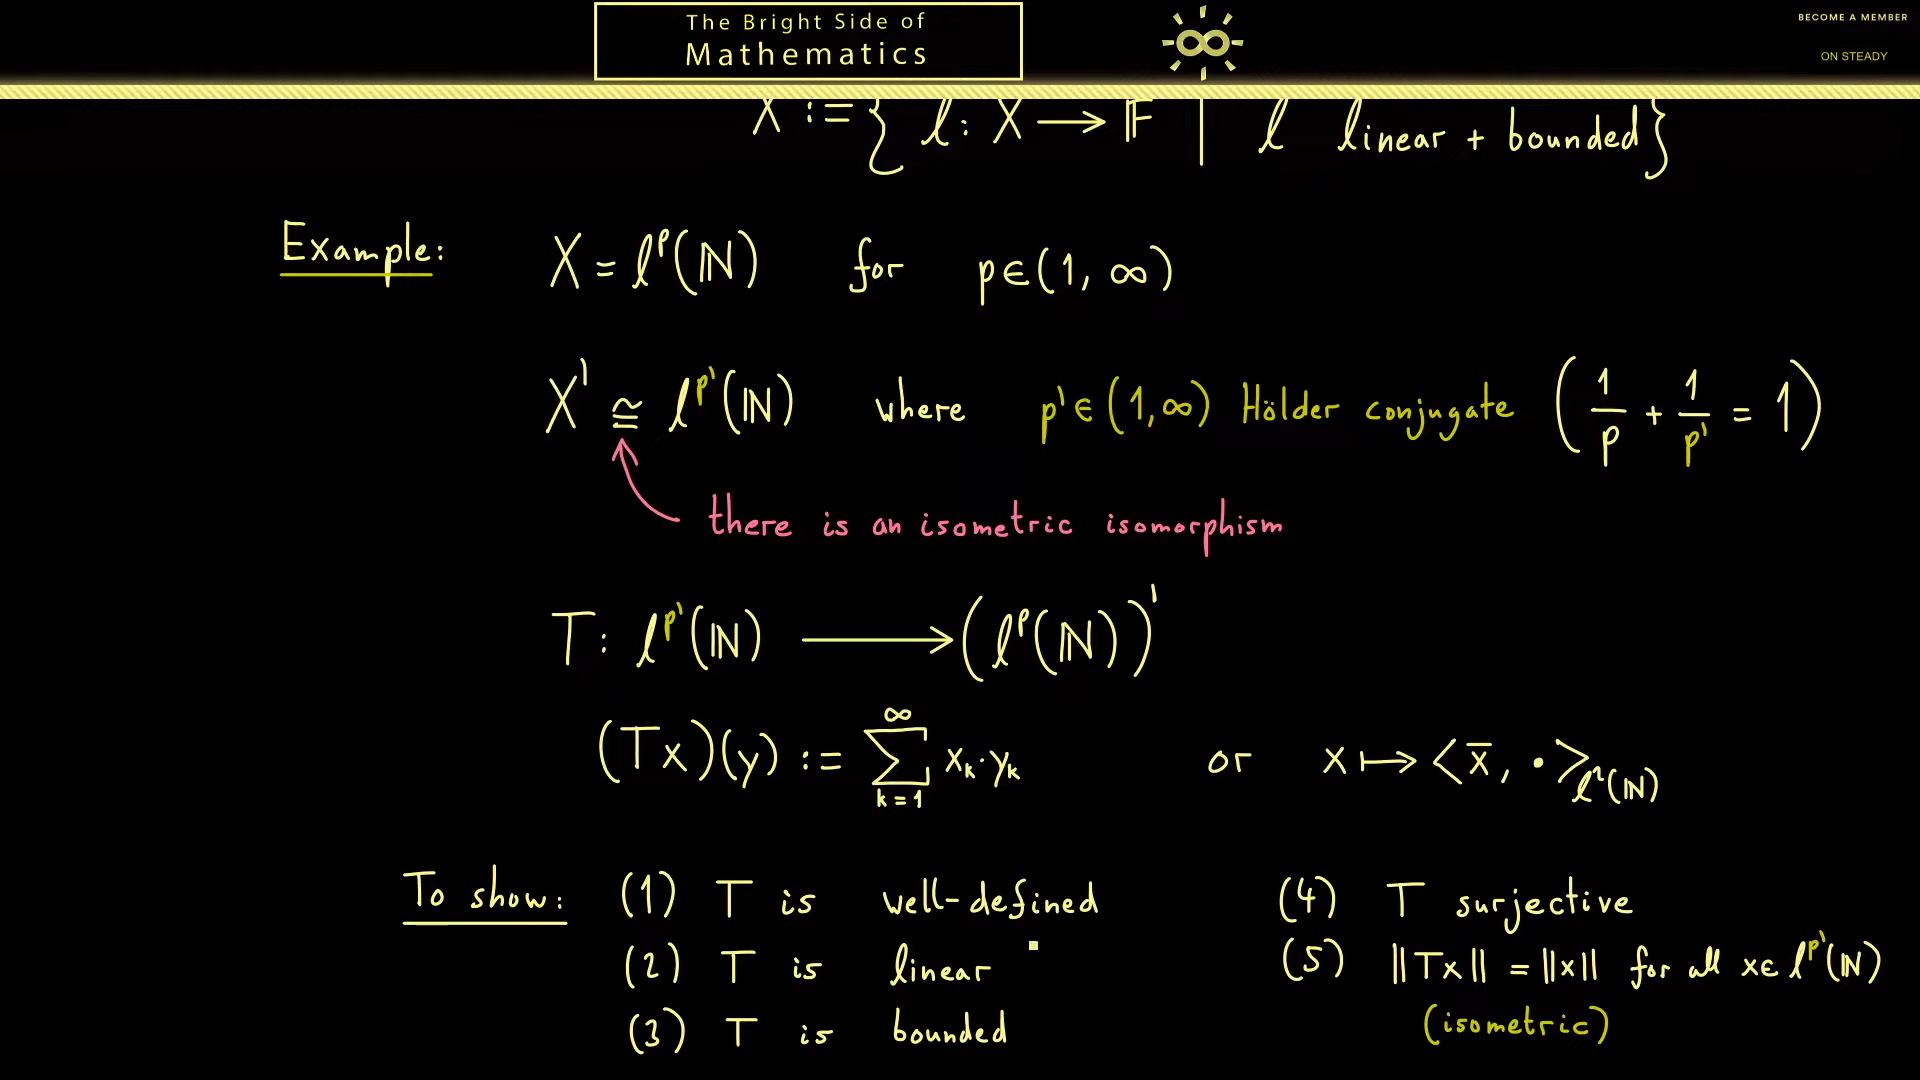 The Bright Side of
Mathematics
BECOME A MEMBER
ON STEADY
X := { l : X ⟶ 𝔽 | l linear + bounded }
Example: X = l^p(ℕ) for p ∈ (1, ∞)
X' ≅ l^{p'}(ℕ) where p' ∈ (1, ∞) Hölder conjugate ( 1/p + 1/p' = 1 )
there is an isometric isomorphism
T : l^{p'}(ℕ) ⟶ ( l^p(ℕ) )'
(Tx)(y) := ∑_{k=1}^{∞} x_k · y_k or x ⟼ < x̄ , • >_{l²(ℕ)}
To show: (1) T is well-defined (4) T surjective
(2) T is linear (5) ‖Tx‖ = ‖x‖ for all x ∈ l^{p'}(ℕ)
(3) T is bounded (isometric)